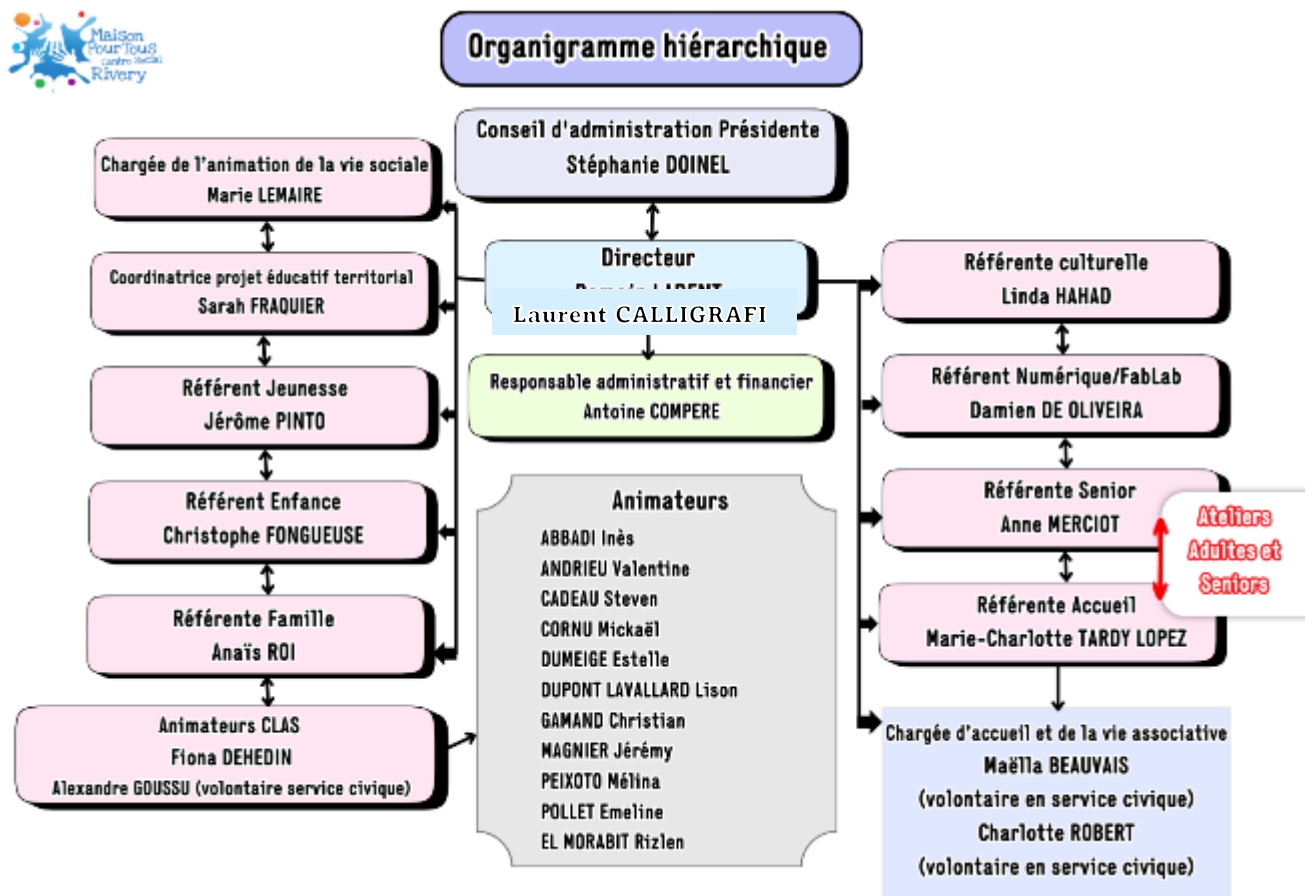 Maison
Pour Tous
Centre Social
Rivery
Organigramme hiérarchique
Conseil d'administration Présidente
Stéphanie DOINEL
Chargée de l'animation de la vie sociale
Marie LEMAIRE
Coordinatrice projet éducatif territorial
Sarah FRAQUIER
Référent Jeunesse
Jérôme PINTO
Référent Enfance
Christophe FONGUEUSE
Référente Famille
Anaïs ROI
Animateurs CLAS
Fiona DEHEDIN
Alexandre GOUSSU (volontaire service civique)
Directeur
Laurent CALLIGRAFI
Responsable administratif et financier
Antoine COMPERE
Animateurs
ABBADI Inès
ANDRIEU Valentine
CADEAU Steven
CORNU Mickaël
DUMEIGE Estelle
DUPONT LAVALLARD Lison
GAMAND Christian
MAGNIER Jérémy
PEIXOTO Mélina
POLLET Emeline
EL MORABIT Rizlen
Référente culturelle
Linda HAHAD
Référent Numérique/FabLab
Damien DE OLIVEIRA
Référente Senior
Anne MERCIOT
Ateliers
Adultes et
Seniors
Référente Accueil
Marie-Charlotte TARDY LOPEZ
Chargée d'accueil et de la vie associative
Maëlla BEAUVAIS
(volontaire en service civique)
Charlotte ROBERT
(volontaire en service civique)